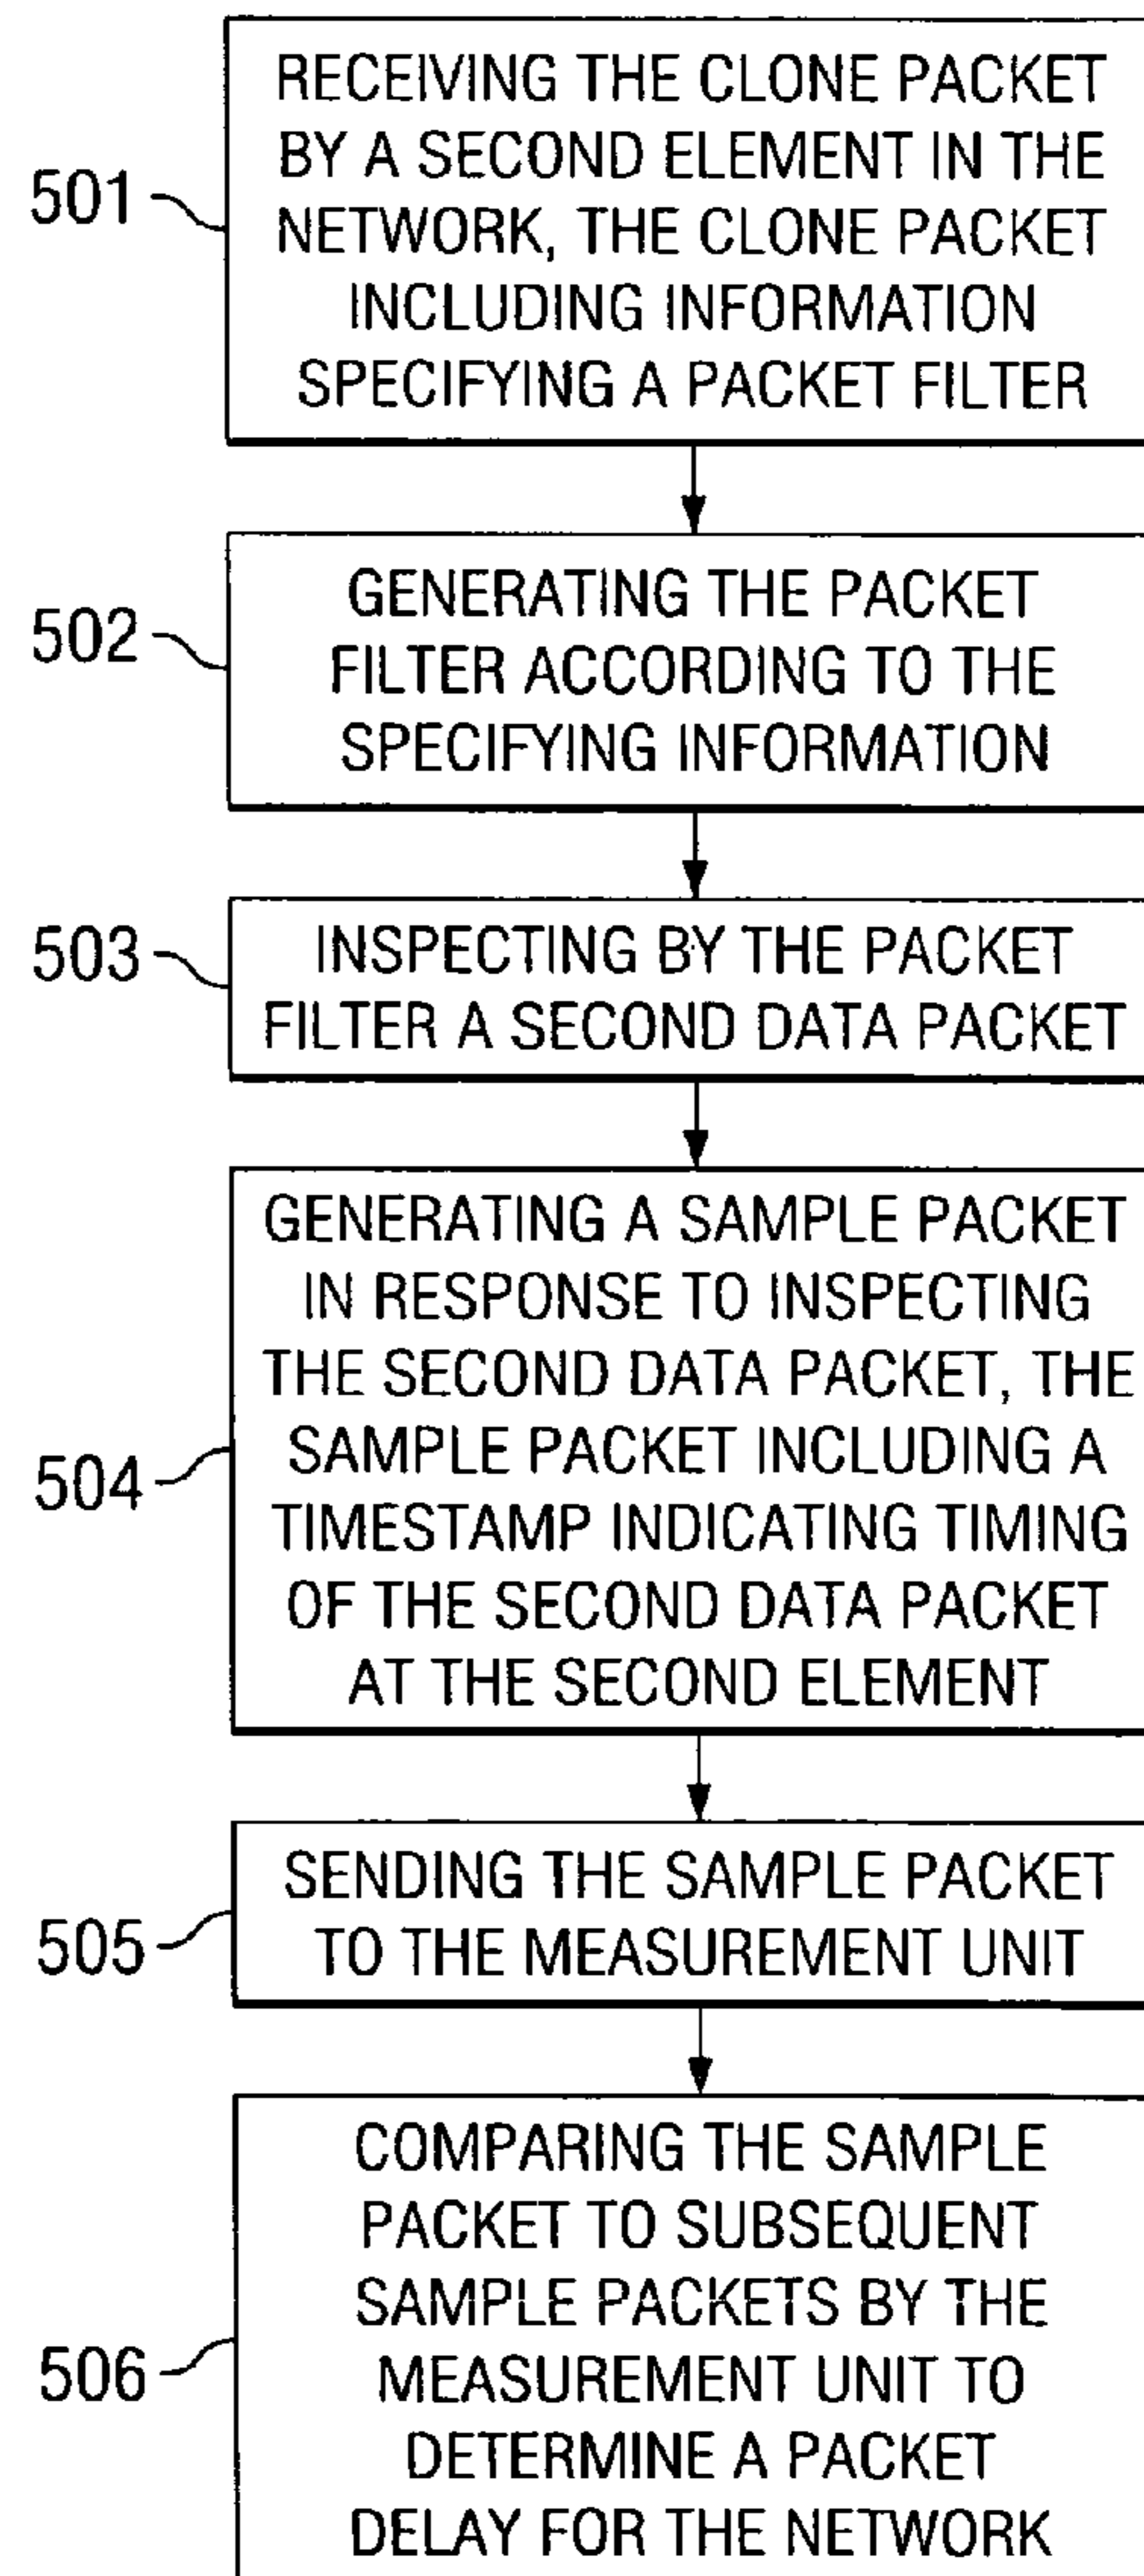 501
RECEIVING THE CLONE PACKET
BY A SECOND ELEMENT IN THE
NETWORK, THE CLONE PACKET
INCLUDING INFORMATION
SPECIFYING A PACKET FILTER
502
GENERATING THE PACKET
FILTER ACCORDING TO THE
SPECIFYING INFORMATION
503
INSPECTING BY THE PACKET
FILTER A SECOND DATA PACKET
504
GENERATING A SAMPLE PACKET
IN RESPONSE TO INSPECTING
THE SECOND DATA PACKET, THE
SAMPLE PACKET INCLUDING A
TIMESTAMP INDICATING TIMING
OF THE SECOND DATA PACKET
AT THE SECOND ELEMENT
505
SENDING THE SAMPLE PACKET
TO THE MEASUREMENT UNIT
506
COMPARING THE SAMPLE
PACKET TO SUBSEQUENT
SAMPLE PACKETS BY THE
MEASUREMENT UNIT TO
DETERMINE A PACKET
DELAY FOR THE NETWORK